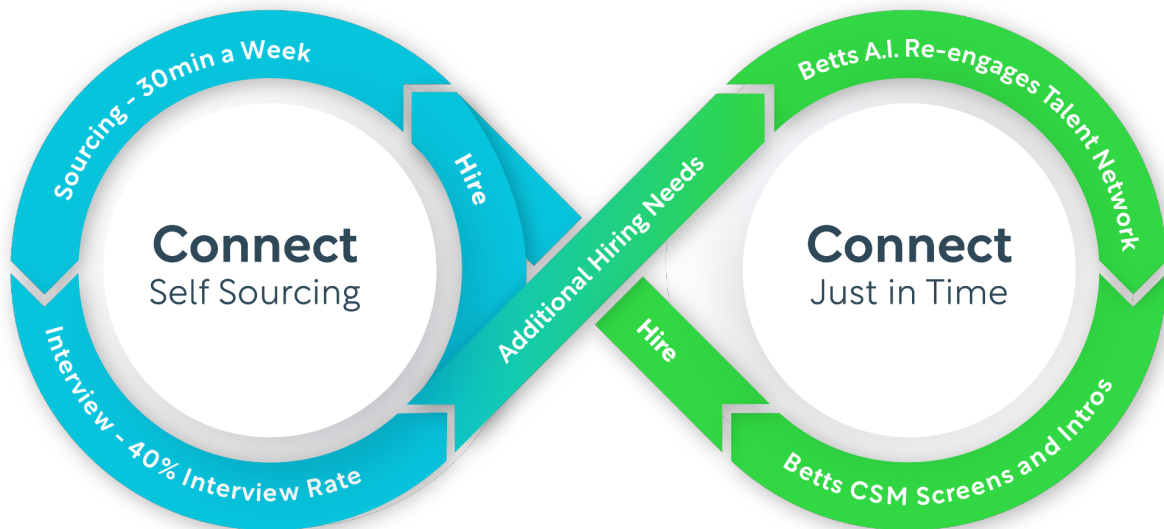 Sourcing - 30min a Week
Hire
Connect
Self Sourcing
Interview - 40% Interview Rate
Additional Hiring Needs
Betts A.I. Re-engages Talent Network
Connect
Just in Time
Hire
Betts CSM Screens and Intros